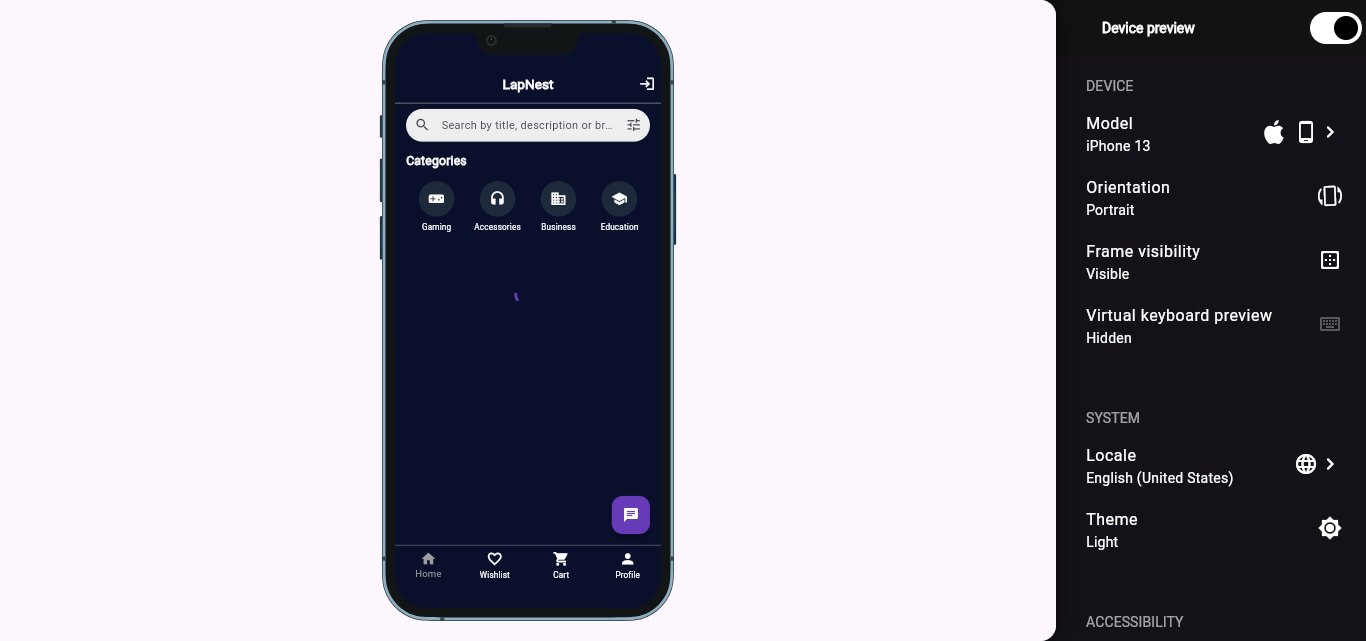 LapNest
Search by title, description or br...
Categories
Gaming
Accessories
Business
Education
Home
Wishlist
Cart
Profile
Device preview
DEVICE
Model
iPhone 13
Orientation
Portrait
Frame visibility
Visible
Virtual keyboard preview
Hidden
SYSTEM
Locale
English (United States)
Theme
Light
ACCESSIBILITY